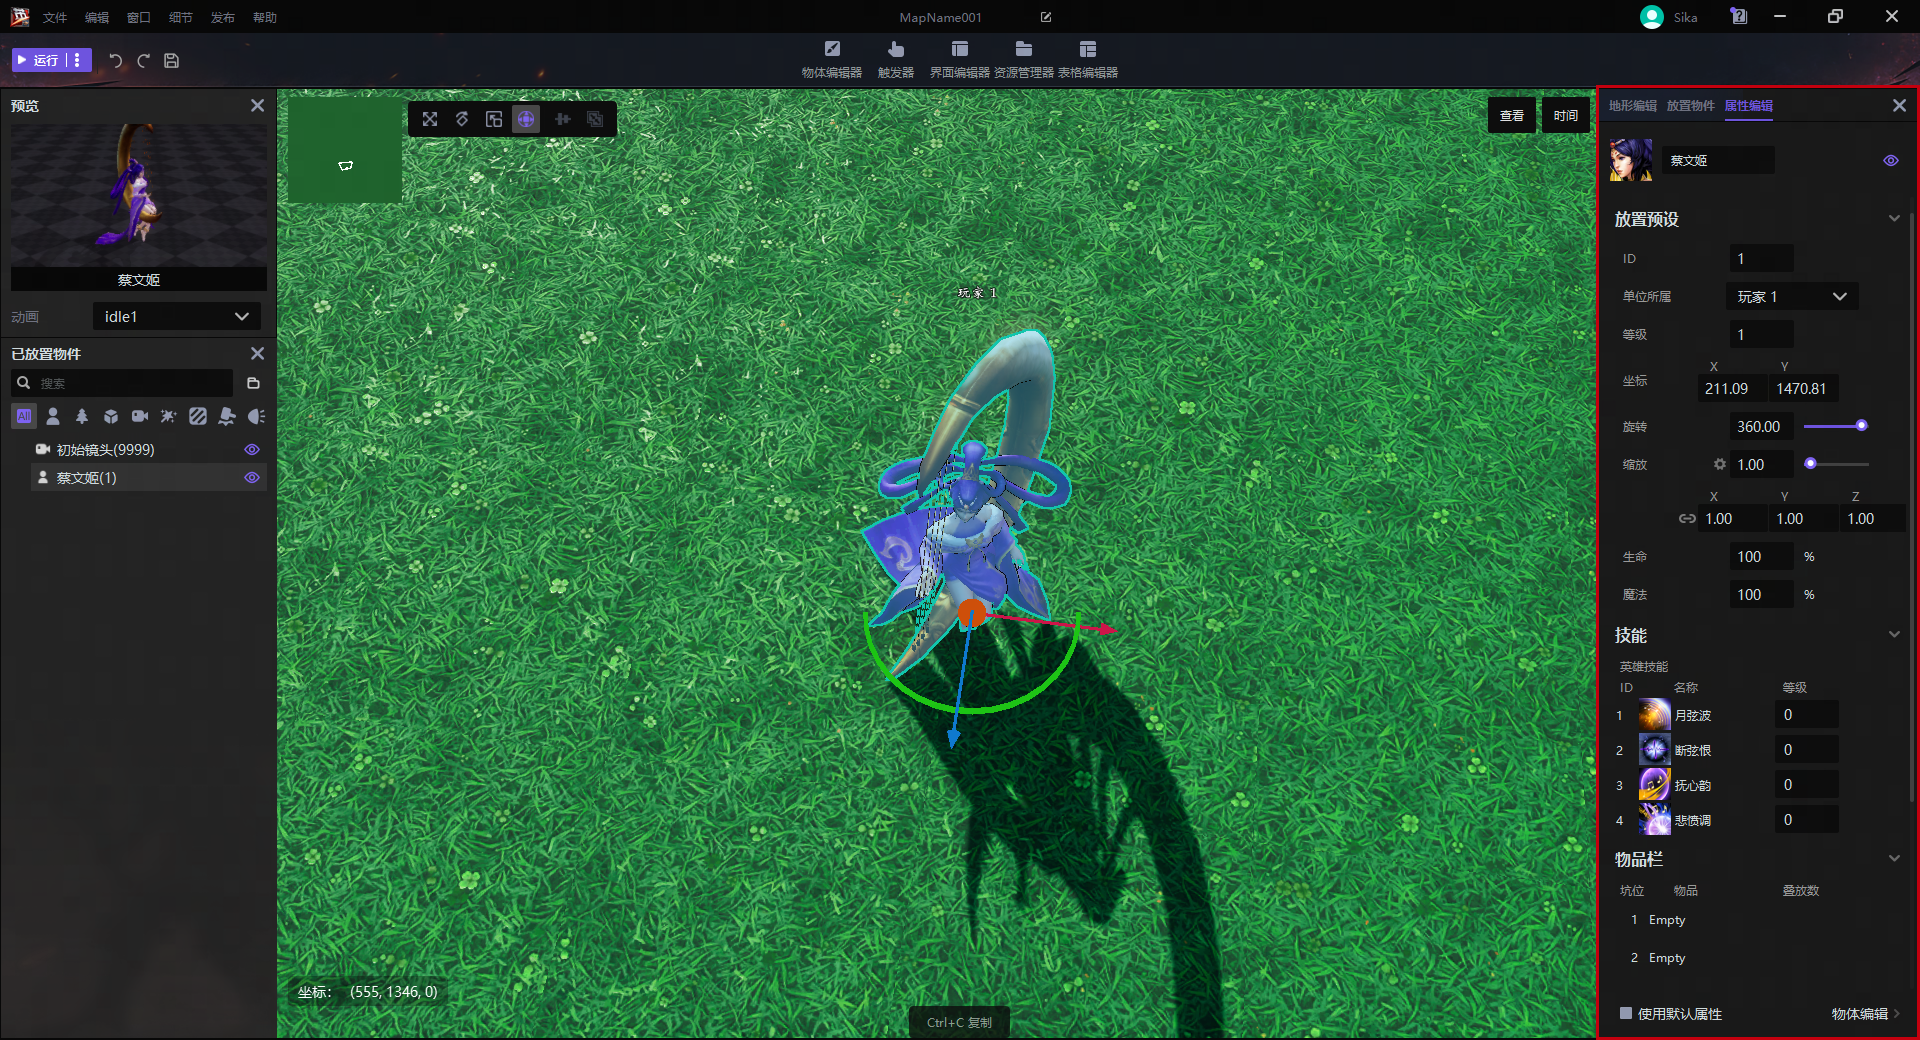 文件 编辑 窗口 细节 发布 帮助
MapName001
Sika
运行
物体编辑器 触发器 界面编辑器 资源管理器 表格编辑器
预览
蔡文姬
动画 idle1
已放置物件
搜索
All
初始镜头(9999)
蔡文姬(1)
查看 时间
玩家 1
坐标： (555, 1346, 0)
Ctrl+C 复制
地形编辑 放置物件 属性编辑
蔡文姬
放置预设
ID 1
单位所属 玩家 1
等级 1
X Y
坐标 211.09 1470.81
旋转 360.00
缩放 1.00
X Y Z
1.00 1.00 1.00
生命 100 %
魔法 100 %
技能
英雄技能
ID 名称 等级
1 月弦波 0
2 断弦恨 0
3 抚心韵 0
4 悲愤调 0
物品栏
坑位 物品 叠放数
1 Empty
2 Empty
使用默认属性 物体编辑